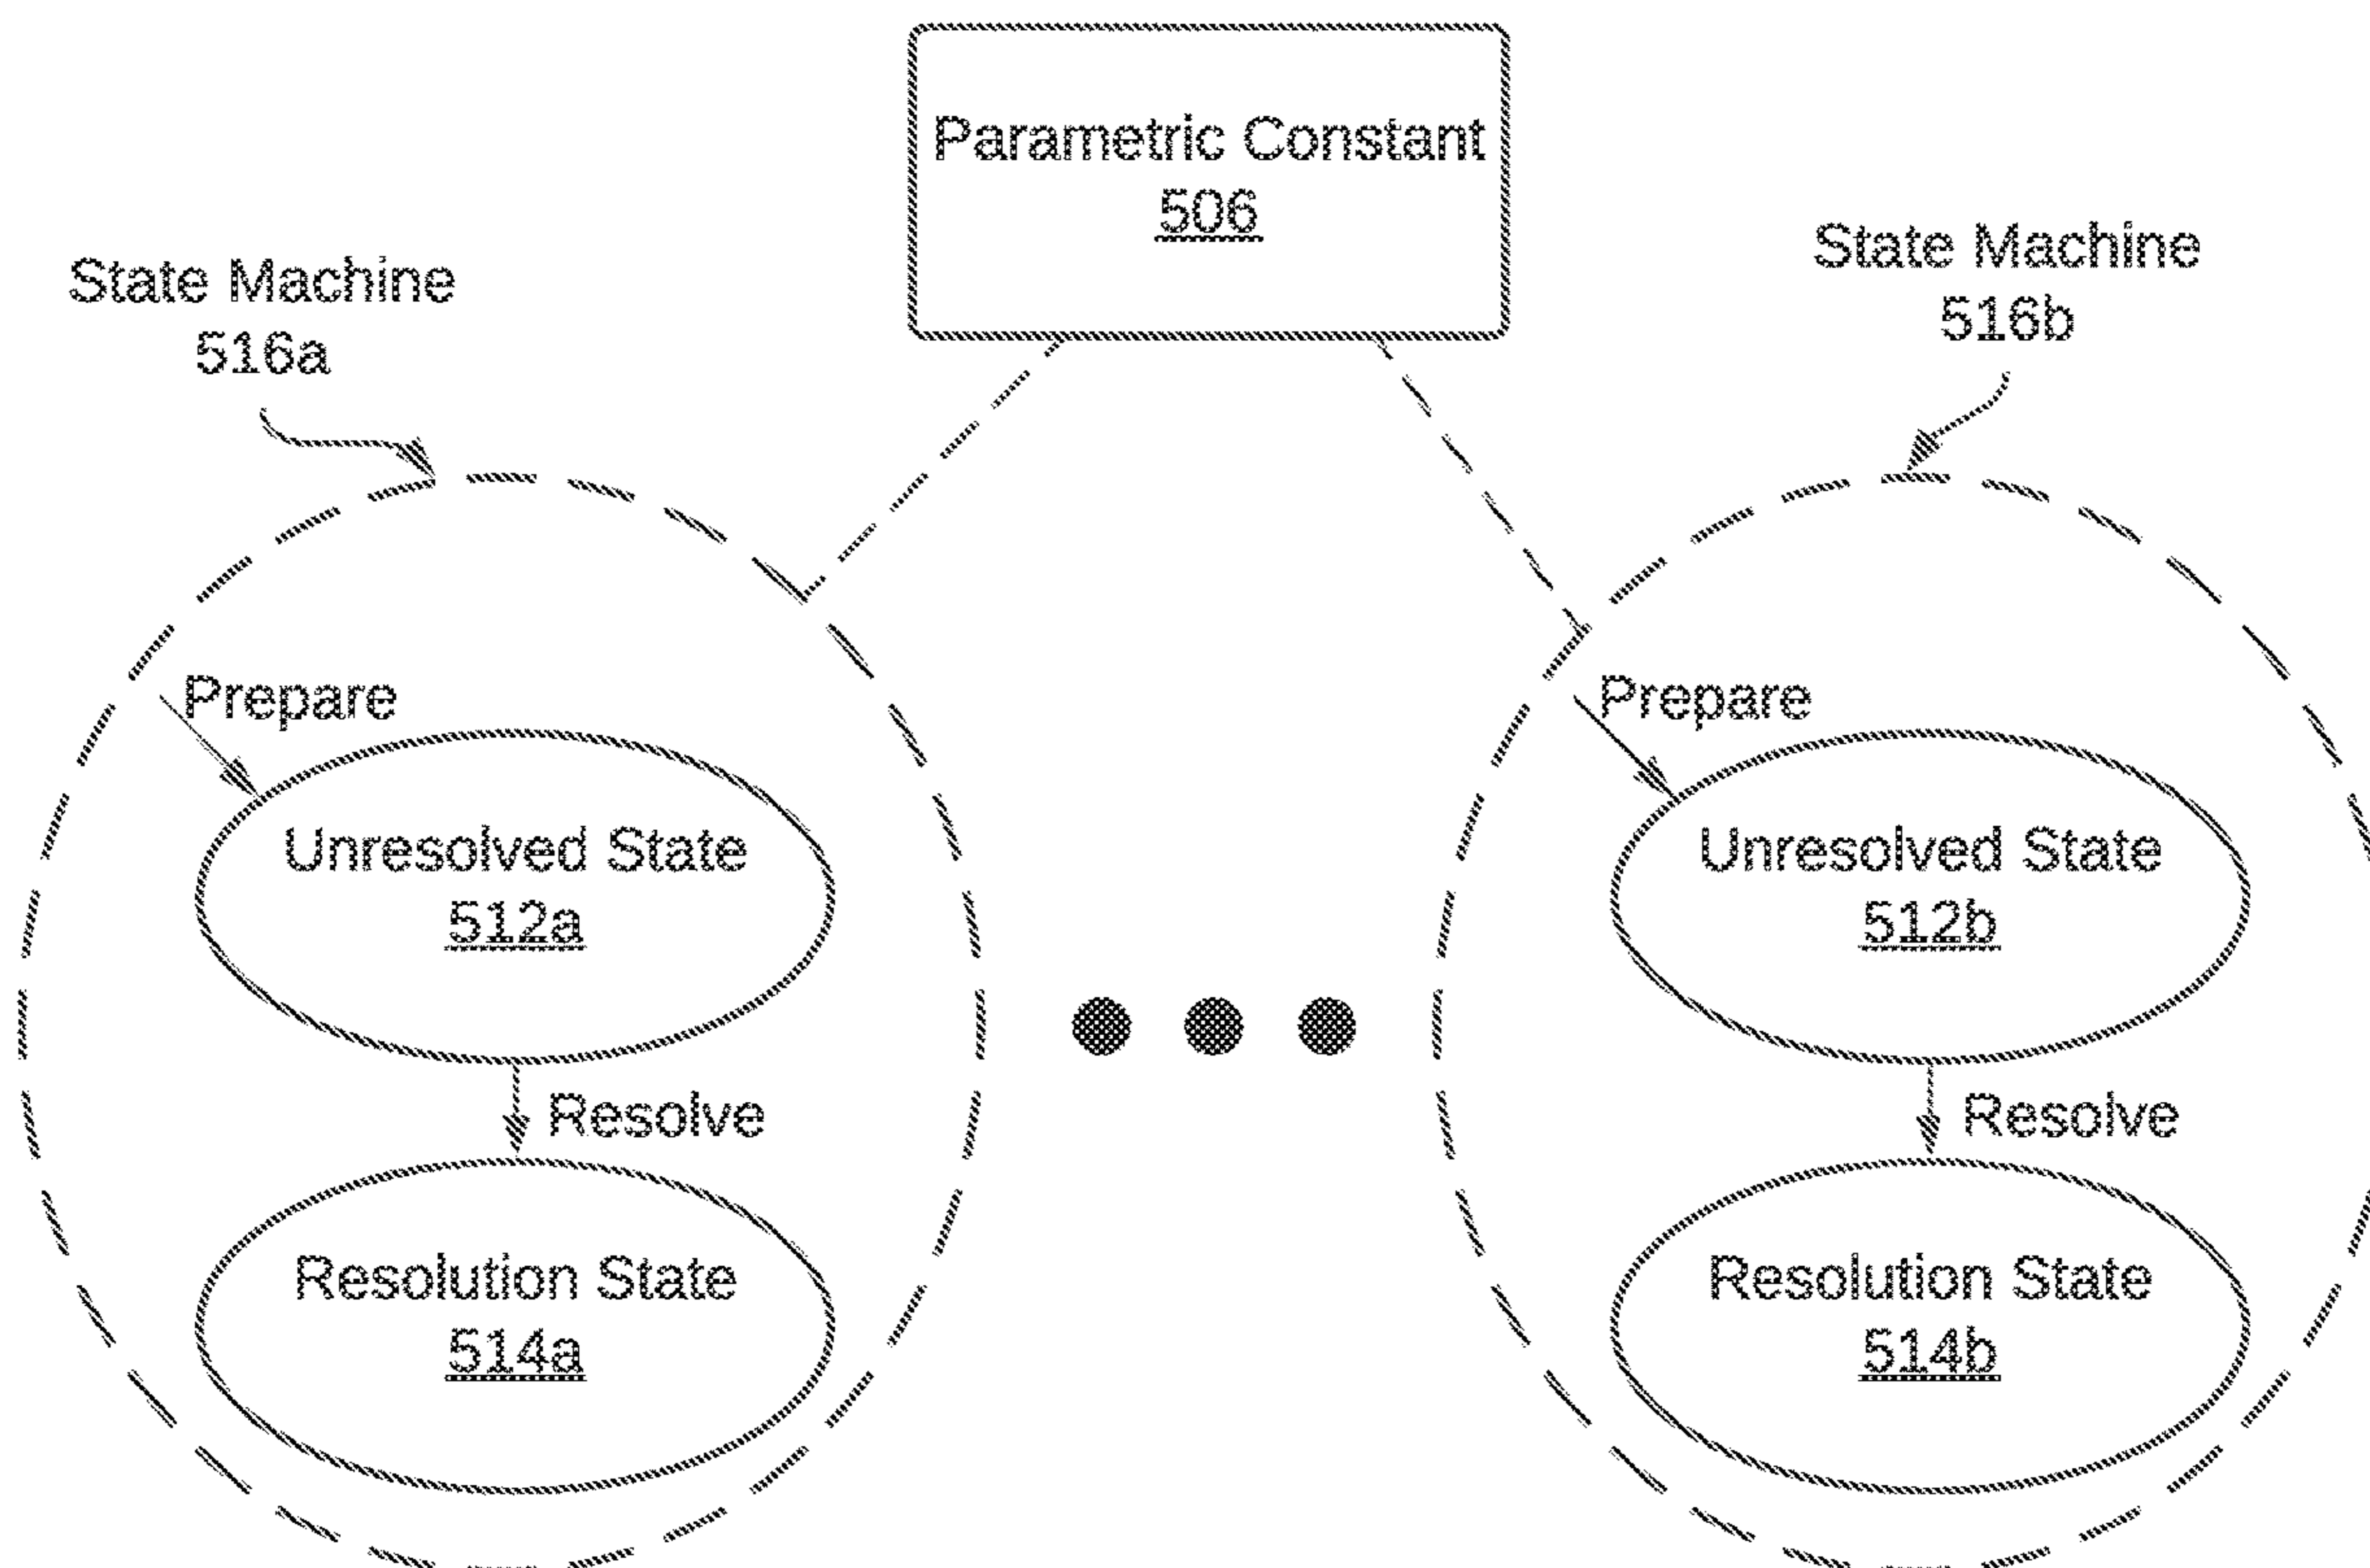 Parametric Constant
506
State Machine
516a
State Machine
516b
Prepare
Unresolved State
512a
Resolve
Resolution State
514a
Prepare
Unresolved State
512b
Resolve
Resolution State
514b